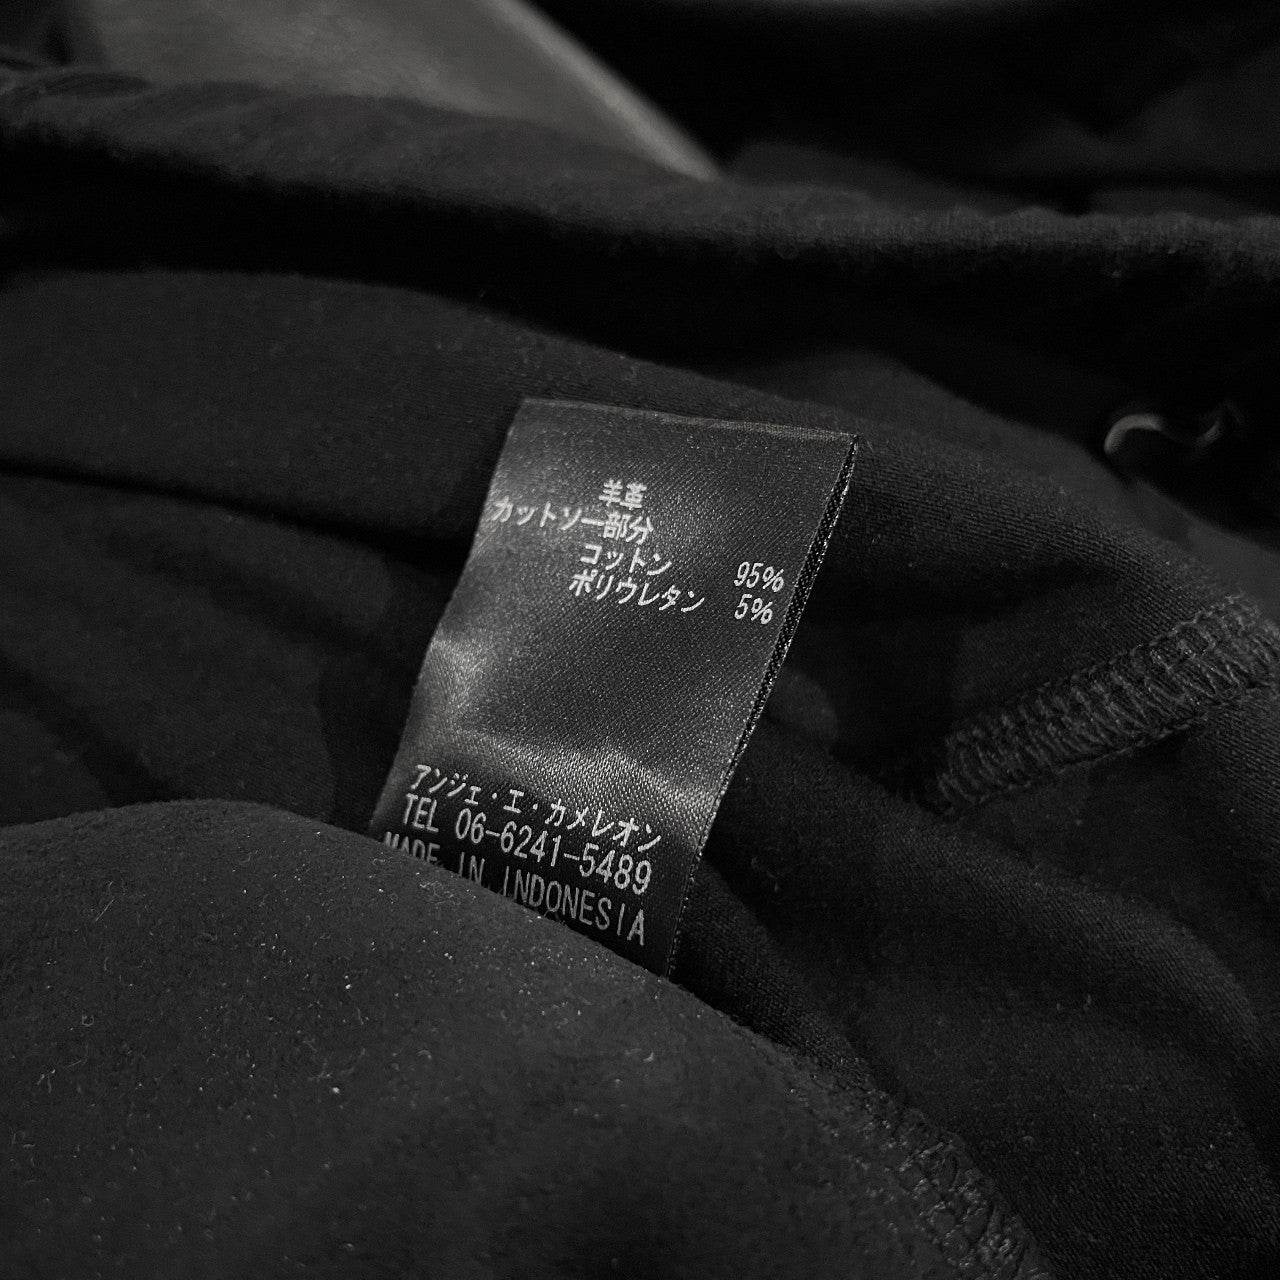 羊革
カットソー部分
コットン 95%
ポリウレタン 5%
アンジェ・エ・カメレオン
TEL 06-6241-5489
MADE IN INDONESIA